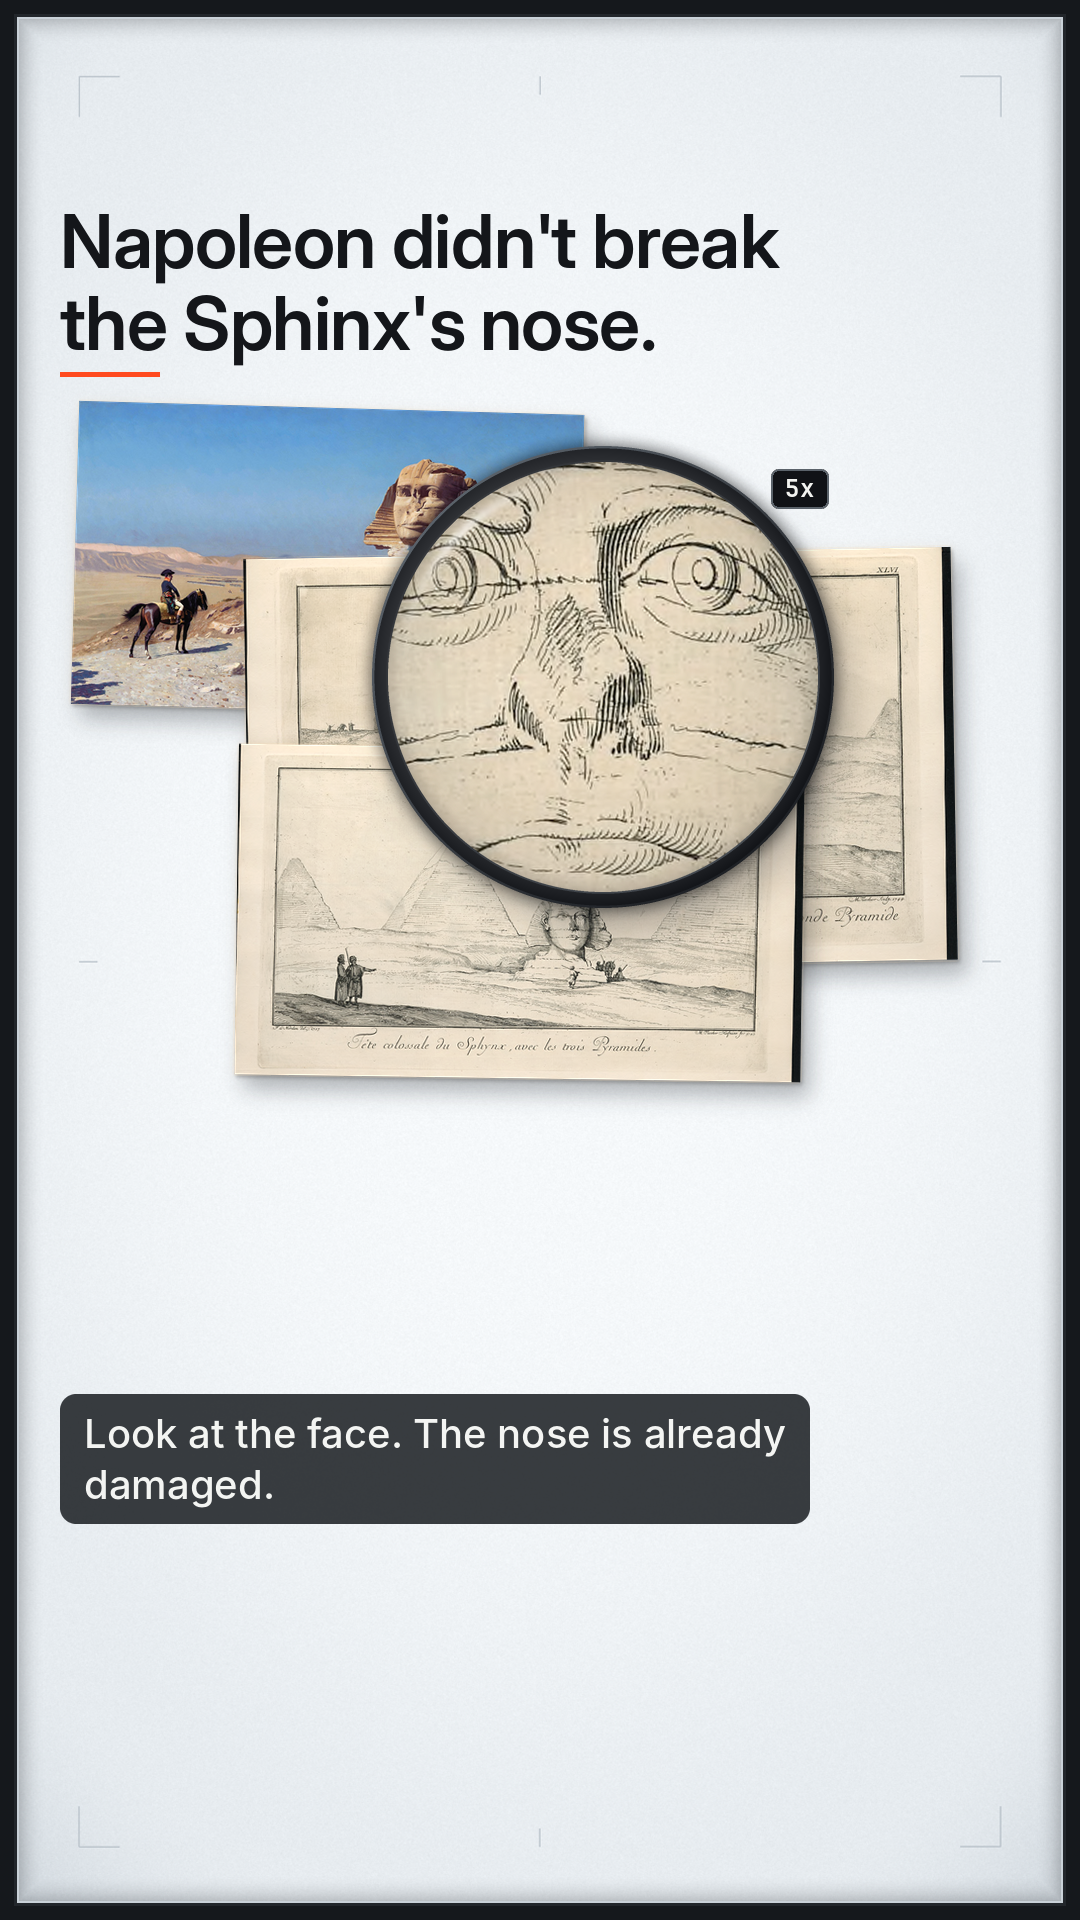 Napoleon didn't break
the Sphinx's nose.
5x
XLVI
nde Pyramide
Tête colossale du Sphynx, avec les trois Pyramides.
Look at the face. The nose is already
damaged.